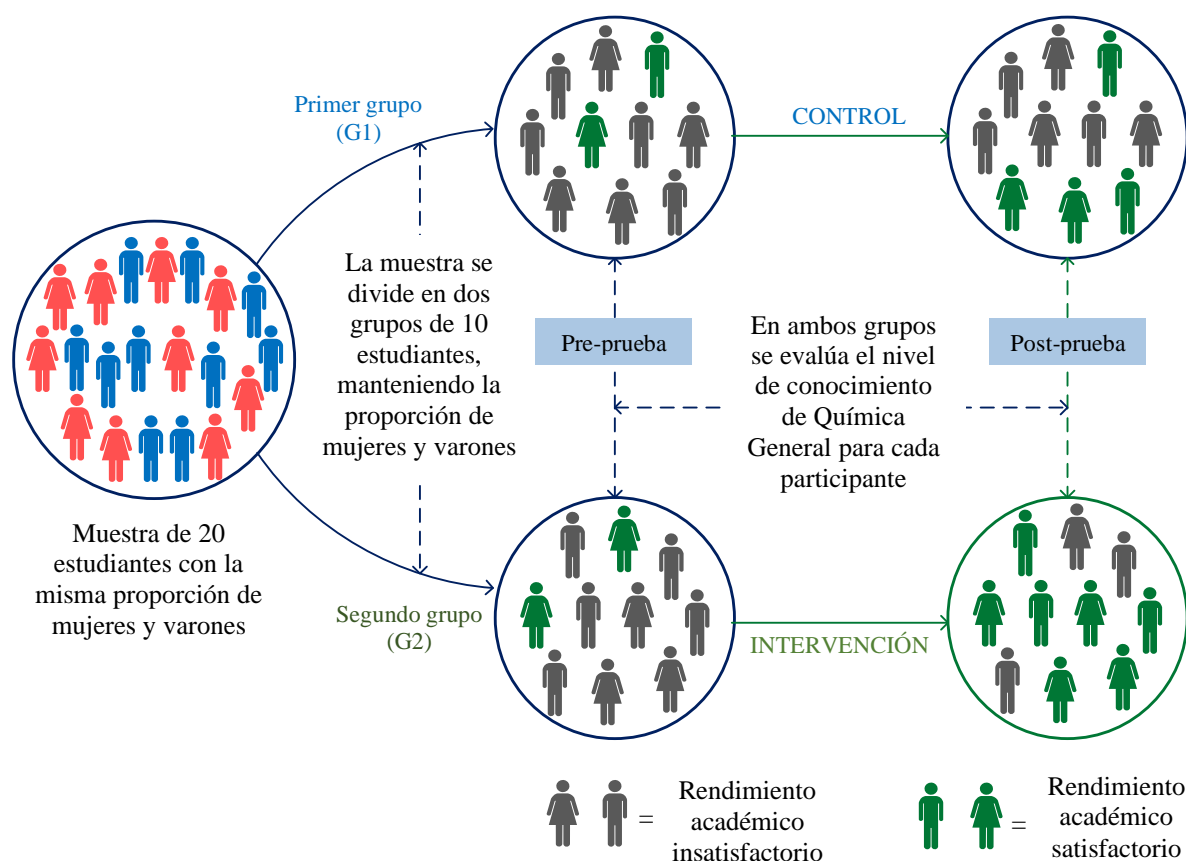 Primer grupo
(G1)
CONTROL
La muestra se
divide en dos
grupos de 10
estudiantes,
manteniendo la
proporción de
mujeres y varones
Pre-prueba
En ambos grupos
se evalúa el nivel
de conocimiento
de Química
General para cada
participante
Post-prueba
Muestra de 20
estudiantes con la
misma proporción de
mujeres y varones
Segundo grupo
(G2)
INTERVENCIÓN
=
Rendimiento
académico
insatisfactorio
=
Rendimiento
académico
satisfactorio